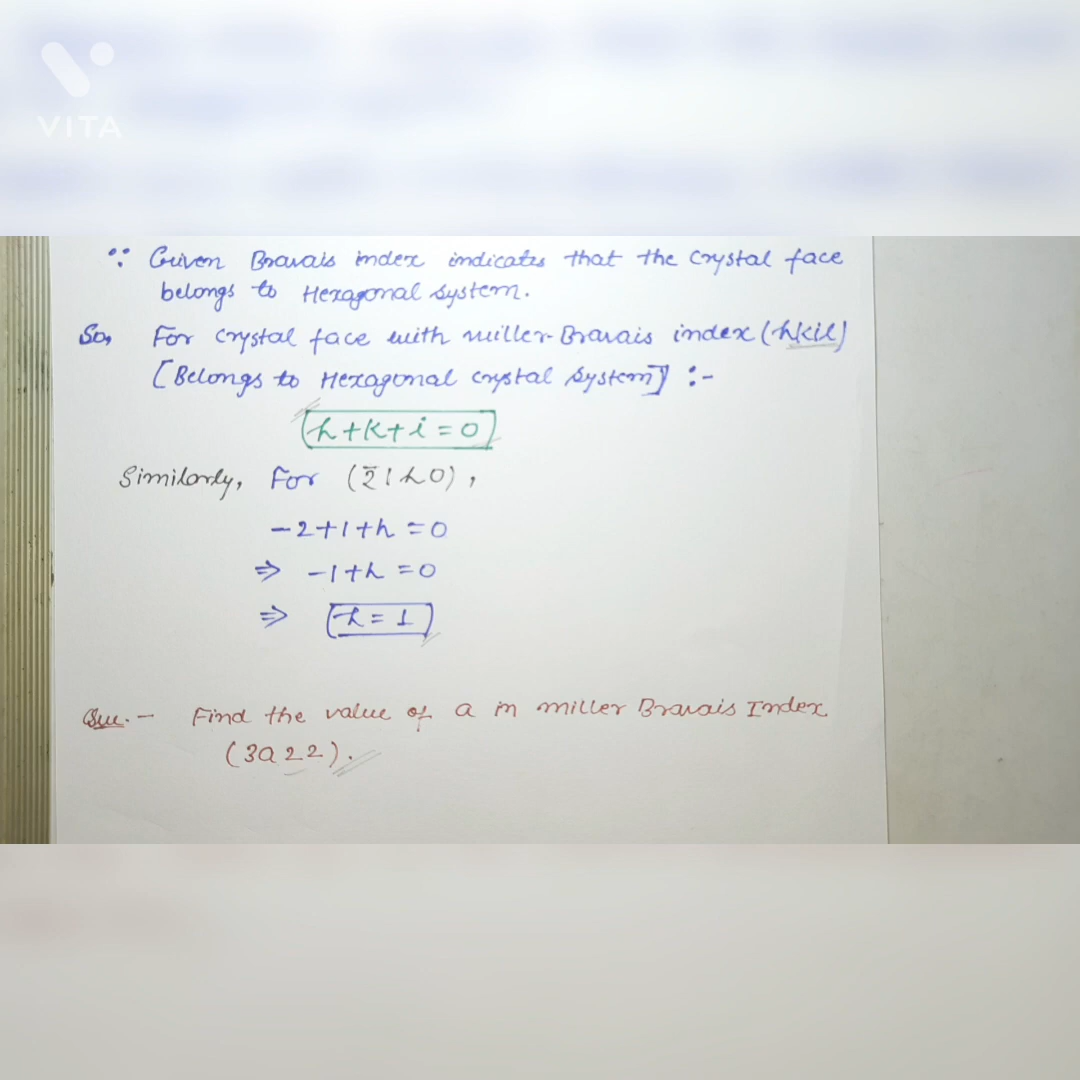 VITA
∵ Given Bravais index indicates that the crystal face
belongs to Hexagonal system.
So, For crystal face with miller-Bravais index (hkil)
[Belongs to Hexagonal crystal system] :-
h+k+i=0
Similarly, For (2̅1h0),
-2+1+h=0
⇒ -1+h=0
⇒ h=1
Que.- Find the value of a in miller Bravais Index
(3a22).